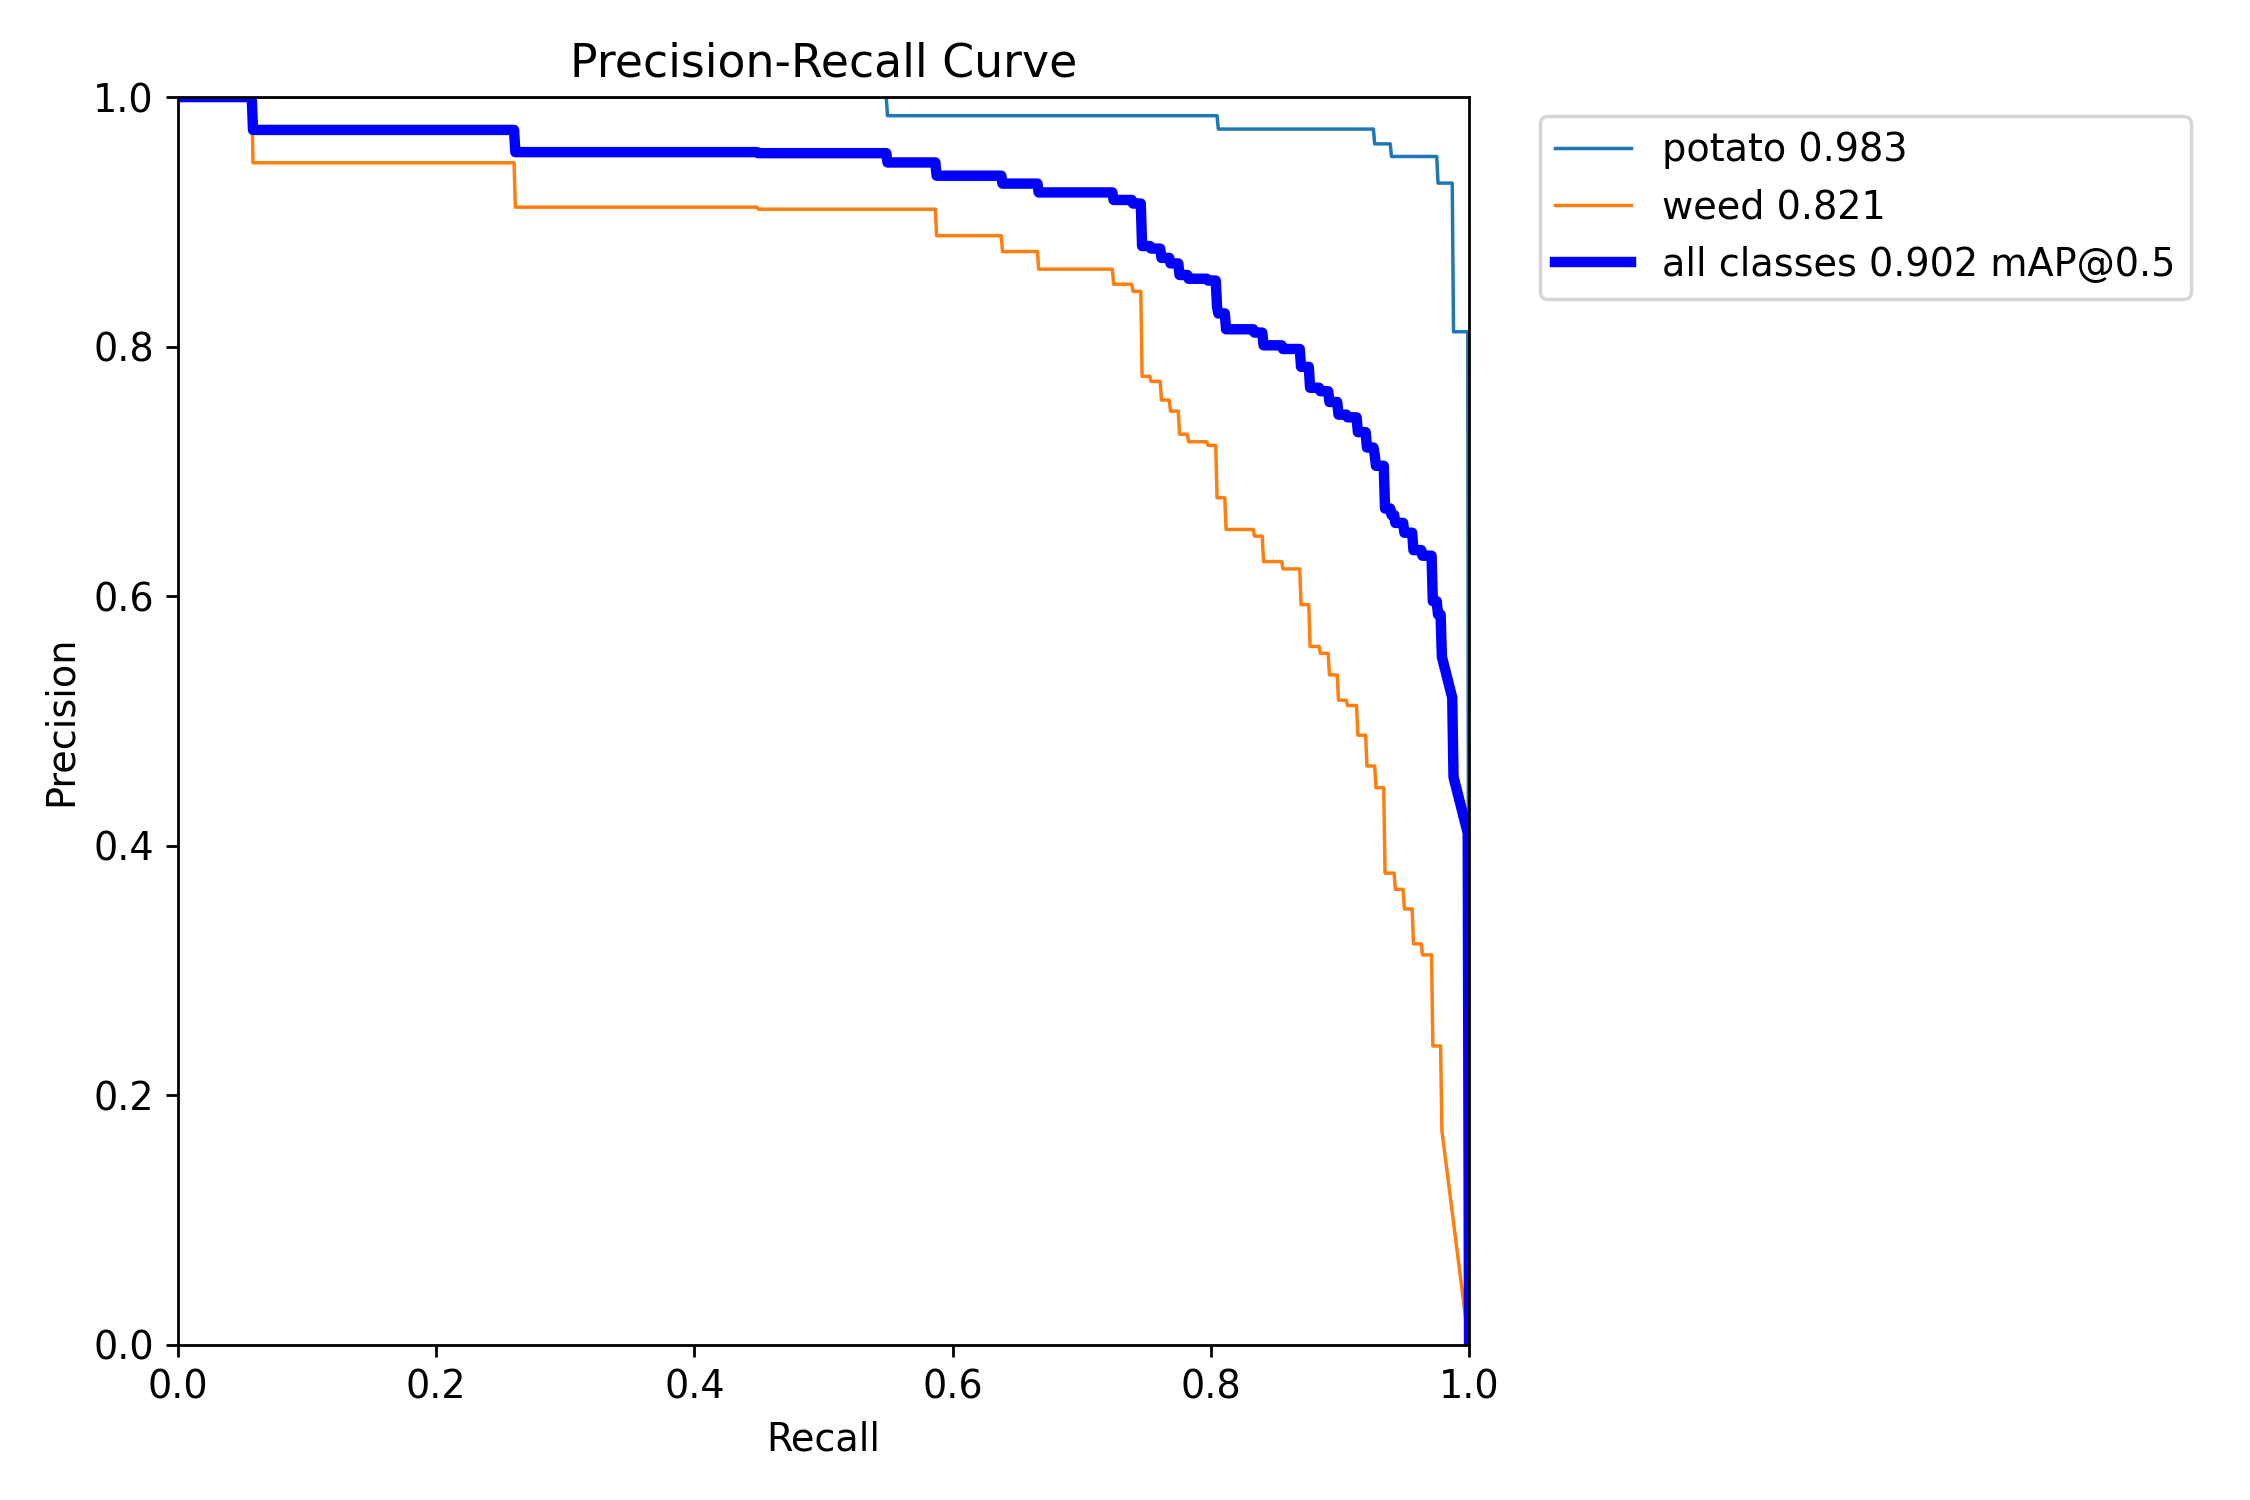 Precision-Recall Curve
potato 0.983
weed 0.821
all classes 0.902 mAP@0.5
Precision
1.0
0.8
0.6
0.4
0.2
0.0
0.0 0.2 0.4 0.6 0.8 1.0
Recall